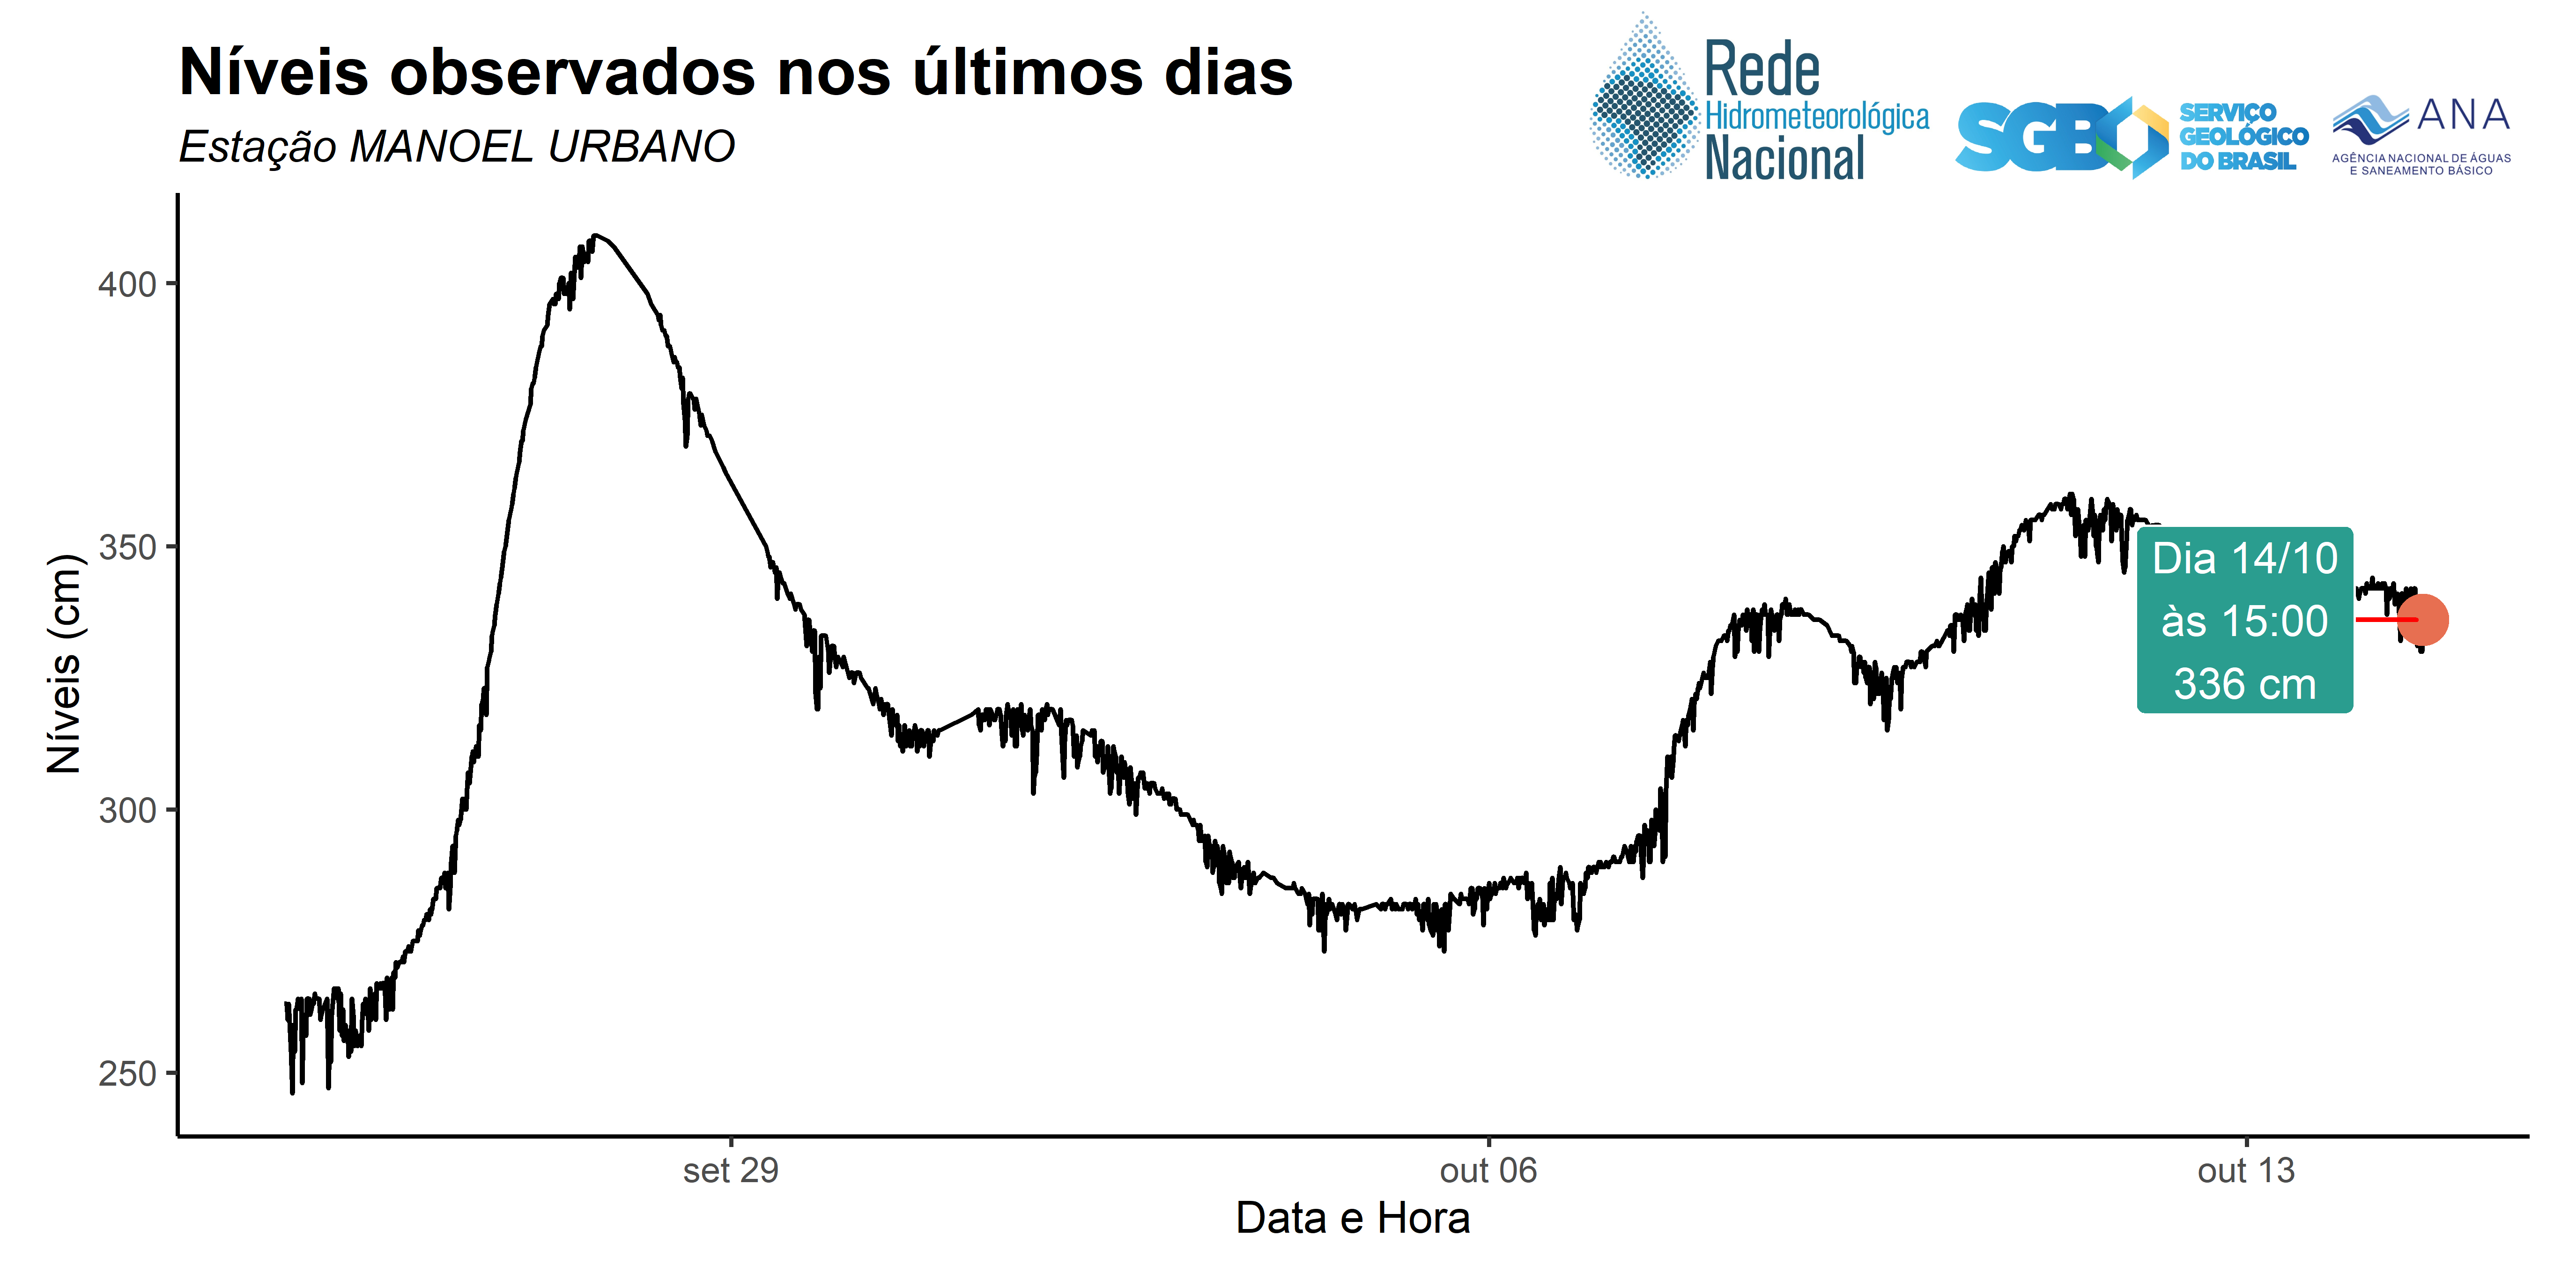 Níveis observados nos últimos dias
Estação MANOEL URBANO
Rede
Hidrometeorológica
Nacional
SGB
SERVIÇO
GEOLÓGICO
DO BRASIL
ANA
AGÊNCIA NACIONAL DE ÁGUAS
E SANEAMENTO BÁSICO
Níveis (cm)
400
350
300
250
Dia 14/10
às 15:00
336 cm
set 29
out 06
out 13
Data e Hora